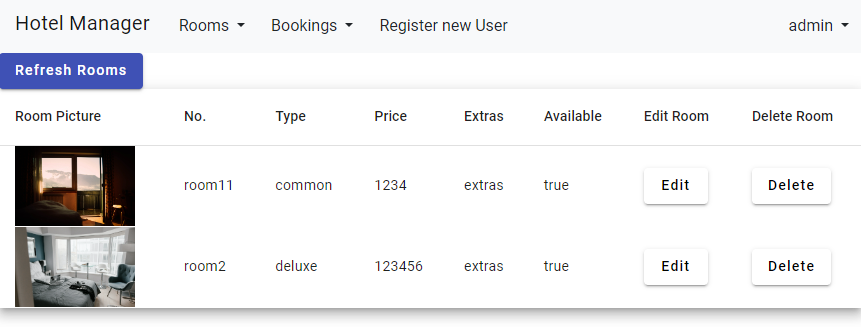 Hotel Manager Rooms Bookings Register new User admin
Refresh Rooms
Room Picture No. Type Price Extras Available Edit Room Delete Room
room11 common 1234 extras true Edit Delete
room2 deluxe 123456 extras true Edit Delete